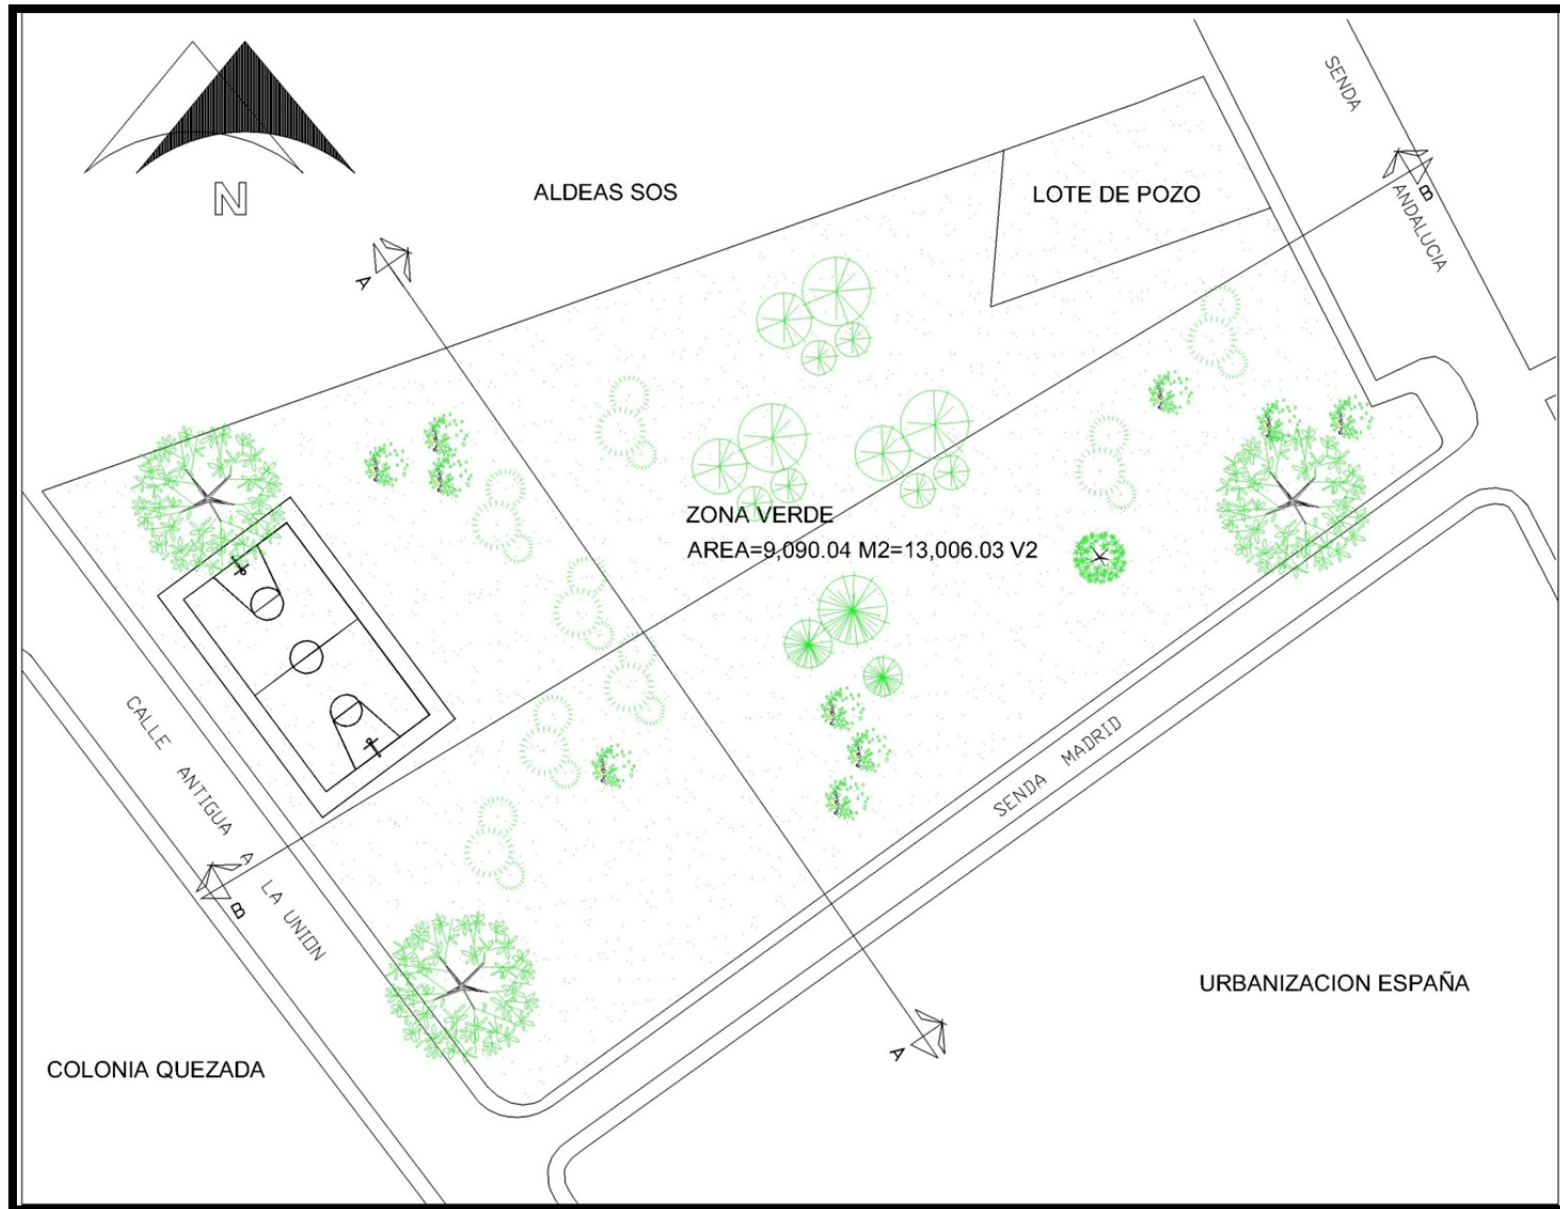 SENDA
ANDALUCIA
B
N
ALDEAS SOS
LOTE DE POZO
A
ZONA VERDE
AREA=9,090.04 M2=13,006.03 V2
CALLE ANTIGUA A LA UNION
B
SENDA MADRID
A
URBANIZACION ESPAÑA
COLONIA QUEZADA